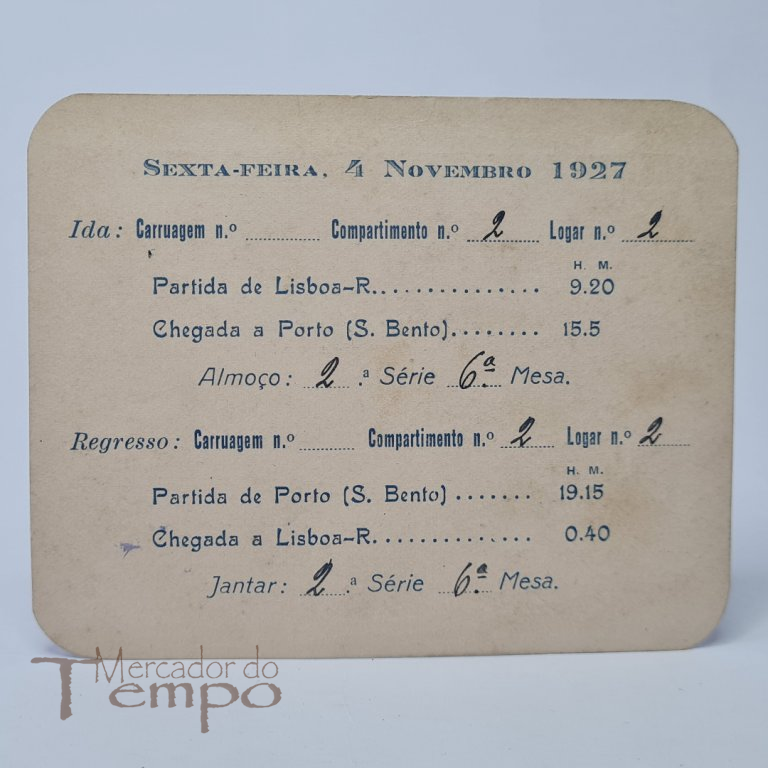 SEXTA-FEIRA, 4 NOVEMBRO 1927
Ida: Carruagem n.º .......... Compartimento n.º 2 Logar n.º 2
H. M.
Partida de Lisboa-R................ 9.20
Chegada a Porto (S. Bento)........ 15.5
Almoço: 2.ª Série 6.ª Mesa.
Regresso: Carruagem n.º .......... Compartimento n.º 2 Logar n.º 2
H. M.
Partida de Porto (S. Bento) ....... 19.15
Chegada a Lisboa-R................ 0.40
Jantar: 2.ª Série 6.ª Mesa.
Mercador do
Tempo